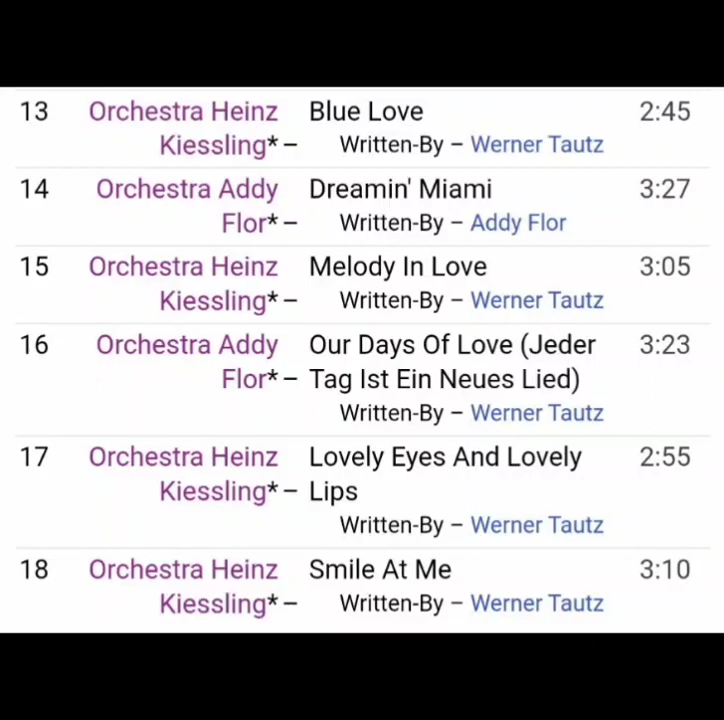 13 Orchestra Heinz Blue Love 2:45
Kiessling* – Written-By – Werner Tautz
14 Orchestra Addy Dreamin' Miami 3:27
Flor* – Written-By – Addy Flor
15 Orchestra Heinz Melody In Love 3:05
Kiessling* – Written-By – Werner Tautz
16 Orchestra Addy Our Days Of Love (Jeder 3:23
Flor* – Tag Ist Ein Neues Lied)
Written-By – Werner Tautz
17 Orchestra Heinz Lovely Eyes And Lovely 2:55
Kiessling* – Lips
Written-By – Werner Tautz
18 Orchestra Heinz Smile At Me 3:10
Kiessling* – Written-By – Werner Tautz